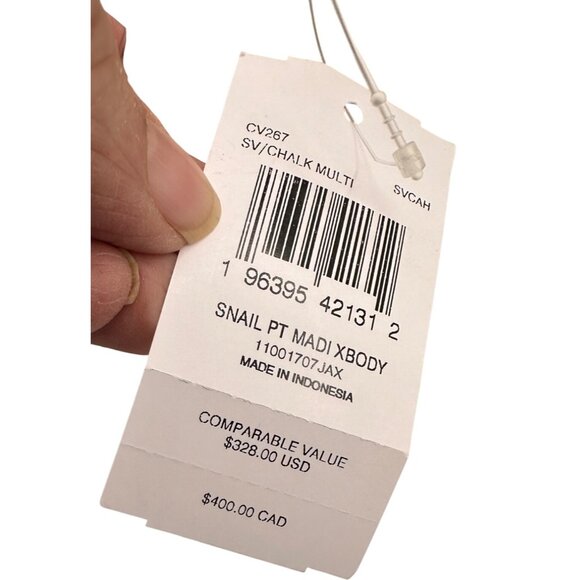 CV267
SV/CHALK MULTI SVCAH
1 96395 42131 2
SNAIL PT MADI XBODY
11001707JAX
MADE IN INDONESIA
COMPARABLE VALUE
$328.00 USD
$400.00 CAD